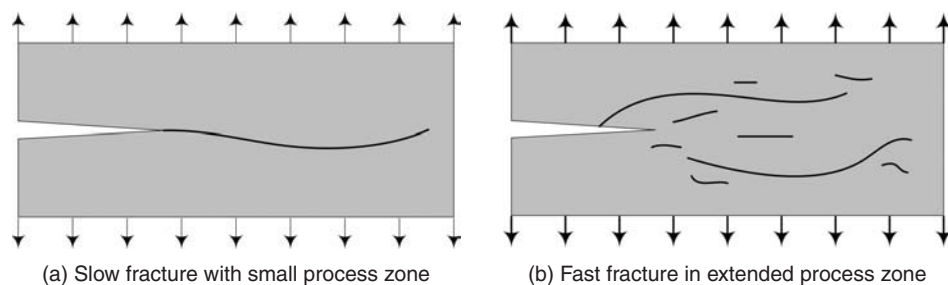 (a) Slow fracture with small process zone
(b) Fast fracture in extended process zone